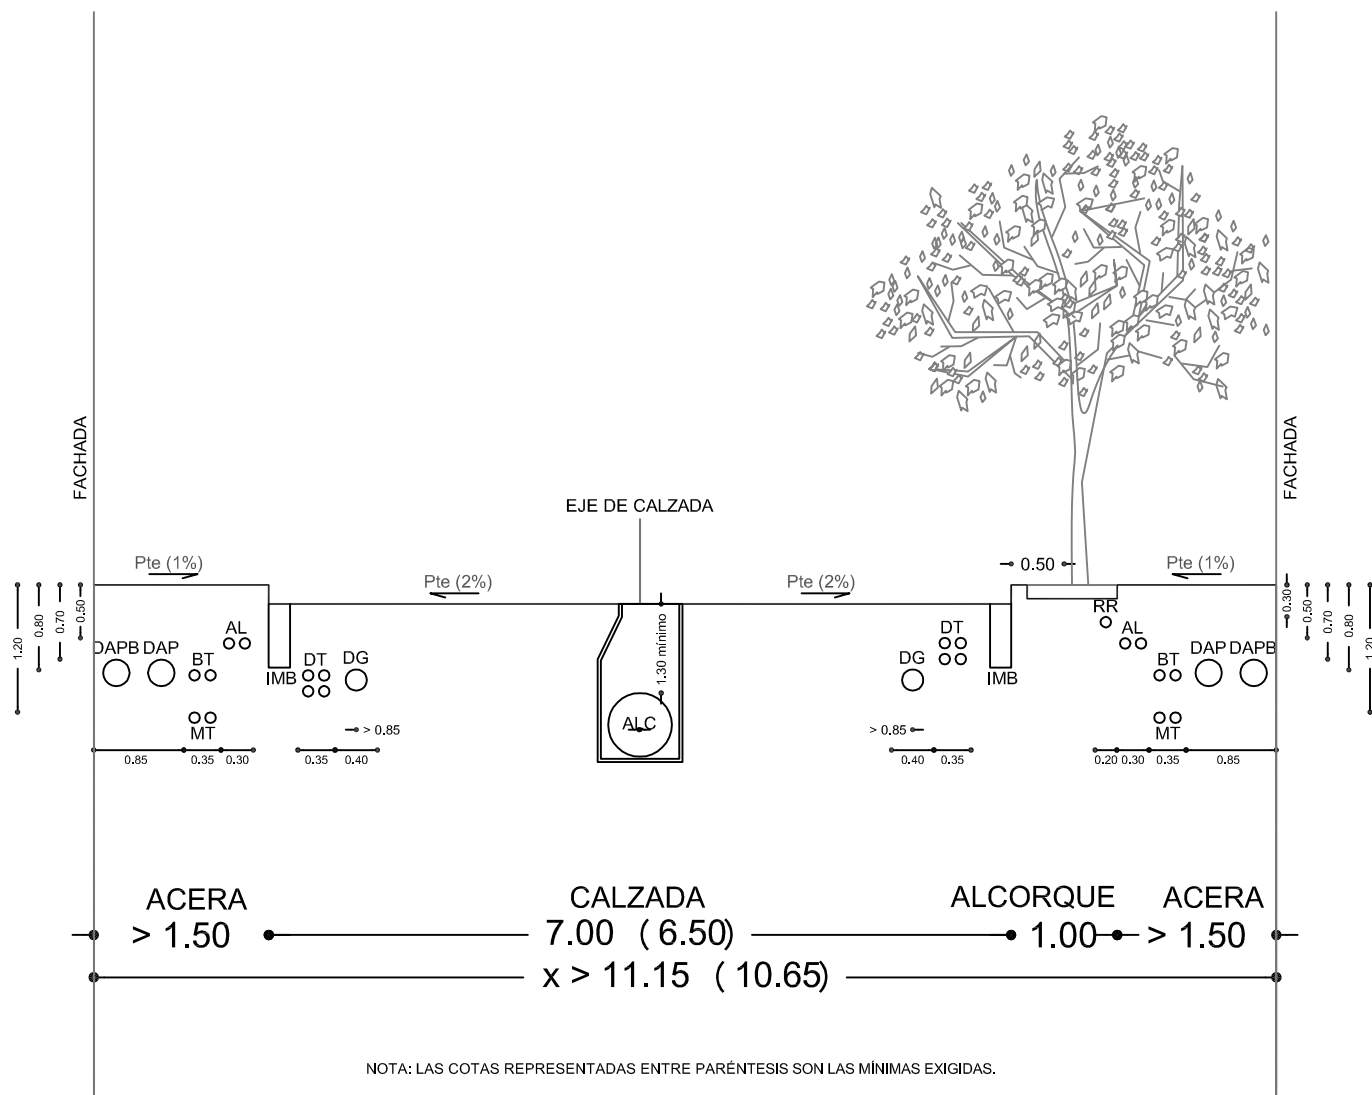 FACHADA
FACHADA
EJE DE CALZADA
Pte (1%)
Pte (2%)
Pte (2%)
0.50
Pte (1%)
1.20
0.80
0.70
0.50
0.30
0.50
0.70
0.80
1.20
DAPB DAP
BT
AL
IMB
DT
DG
MT
1.30 mínimo
ALC
DG
DT
IMB
RR
AL
BT
DAP DAPB
MT
> 0.85
> 0.85
0.85
0.35
0.30
0.35
0.40
0.40
0.35
0.20
0.30
0.35
0.85
ACERA
CALZADA
ALCORQUE
ACERA
> 1.50
7.00 ( 6.50)
1.00
> 1.50
x > 11.15 ( 10.65)
NOTA: LAS COTAS REPRESENTADAS ENTRE PARÉNTESIS SON LAS MÍNIMAS EXIGIDAS.